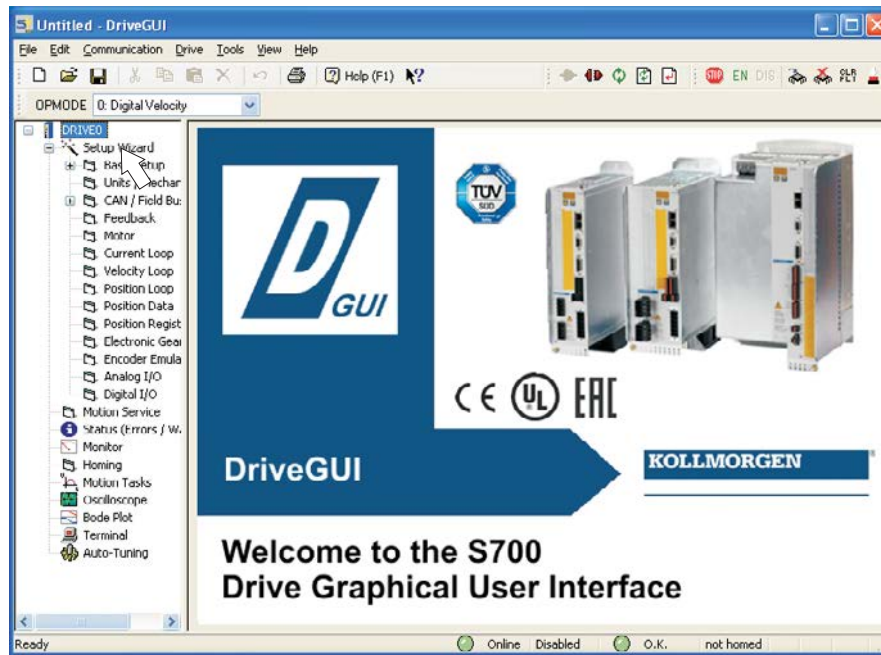 Untitled - DriveGUI
File Edit Communication Drive Tools View Help
Help (F1) STOP EN DIS
OPMODE 0: Digital Velocity
DRIVE0
Setup Wizard
Basic Setup
Units / Mechan
CAN / Field Bu:
Feedback
Motor
Current Loop
Velocity Loop
Position Loop
Position Data
Position Regist
Electronic Gear
Encoder Emula
Analog I/O
Digital I/O
Motion Service
Status (Errors / W.
Monitor
Homing
Motion Tasks
Oscilloscope
Bode Plot
Terminal
Auto-Tuning
D
GUI
TÜV
SÜD
CE UL EAC
DriveGUI
KOLLMORGEN
Welcome to the S700
Drive Graphical User Interface
Ready Online Disabled O.K. not homed